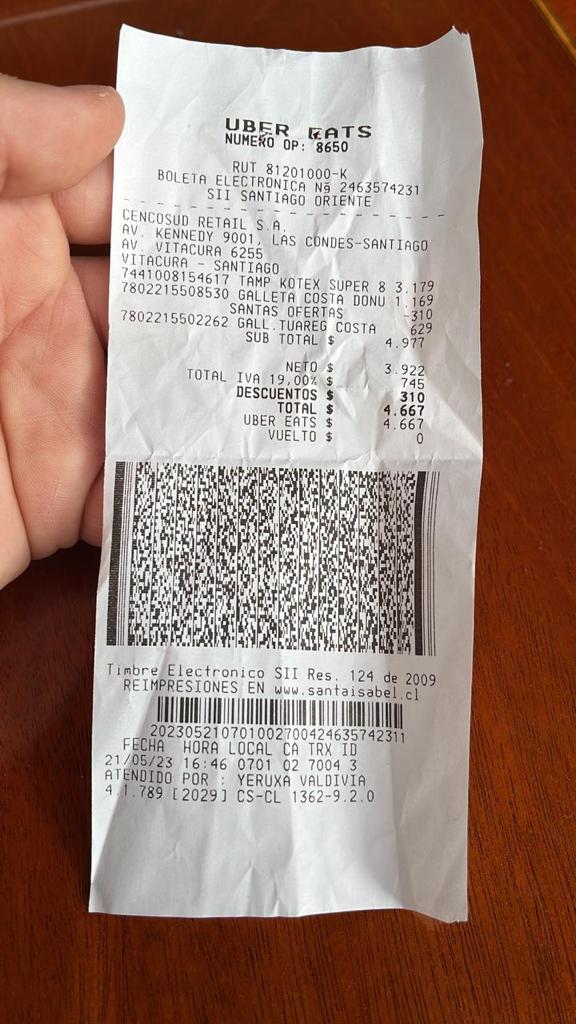 UBER EATS
NUMERO OP: 8650
RUT 81201000-K
BOLETA ELECTRONICA Nº 2463574231
SII SANTIAGO ORIENTE
CENCOSUD RETAIL S.A.
AV. KENNEDY 9001, LAS CONDES-SANTIAGO
AV. VITACURA 6255
VITACURA - SANTIAGO
7441008154617 TAMP KOTEX SUPER 8 3.179
7802215508530 GALLETA COSTA DONU 1.169
SANTAS OFERTAS -310
7802215502262 GALL.TUAREG COSTA 629
SUB TOTAL $ 4.977
NETO $ 3.922
TOTAL IVA 19,00% $ 745
DESCUENTOS $ 310
TOTAL $ 4.667
UBER EATS $ 4.667
VUELTO $ 0
Timbre Electronico SII Res. 124 de 2009
REIMPRESIONES EN www.santaisabel.cl
202305210701002700424635742311
FECHA HORA LOCAL CA TRX ID
21/05/23 16:46 0701 02 7004 3
ATENDIDO POR : YERUXA VALDIVIA
4.1.789 [2029] CS-CL 1362-9.2.0